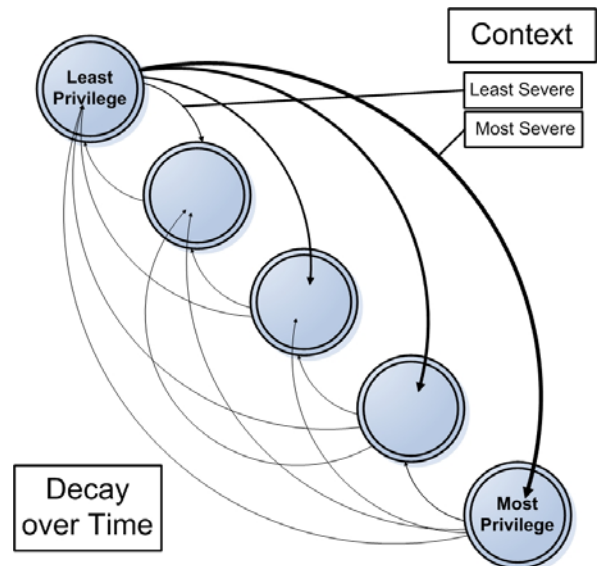 Context
Least
Privilege
Least Severe
Most Severe
Decay
over Time
Most
Privilege